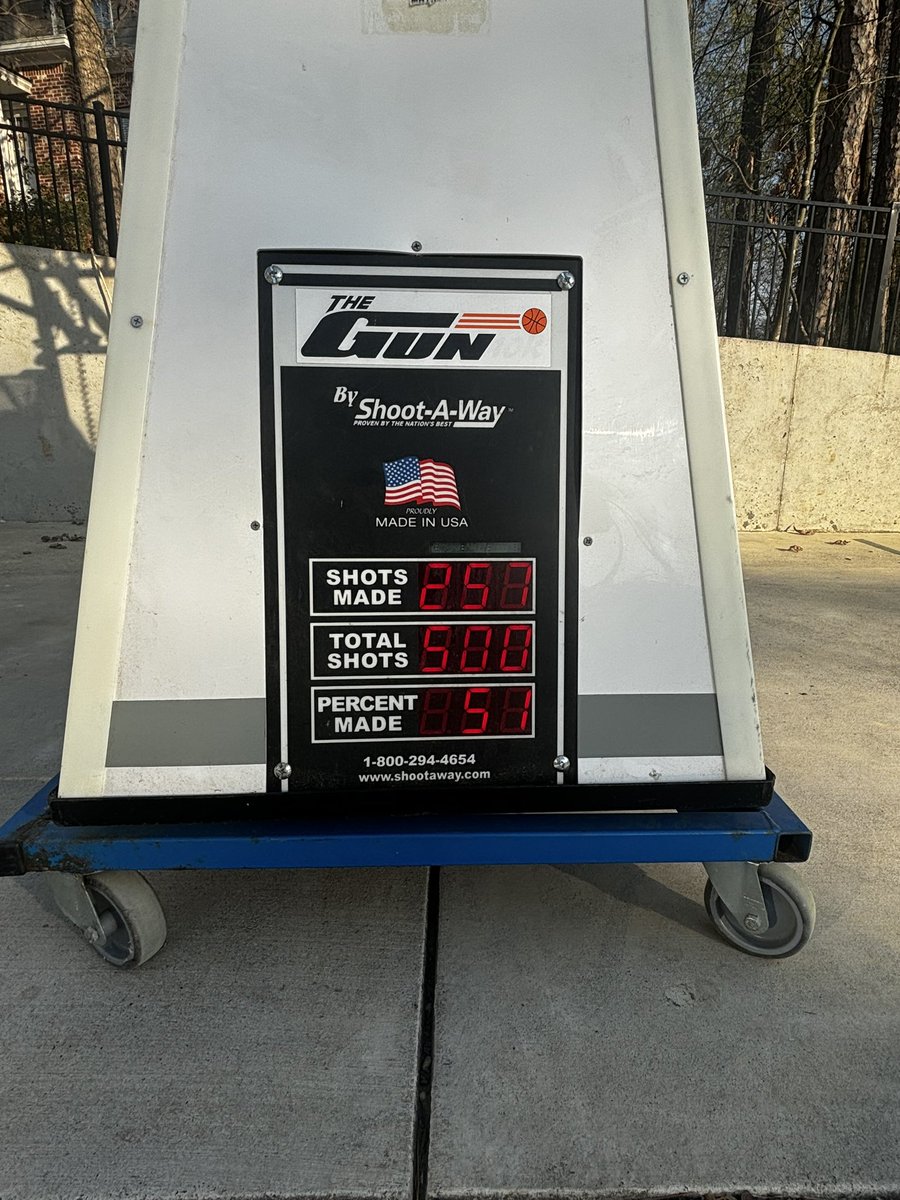 THE
GUN
By Shoot-A-Way
PROVEN BY THE NATION'S BEST
PROUDLY
MADE IN USA
SHOTS
MADE 257
TOTAL
SHOTS 500
PERCENT
MADE 51
1-800-294-4654
www.shootaway.com